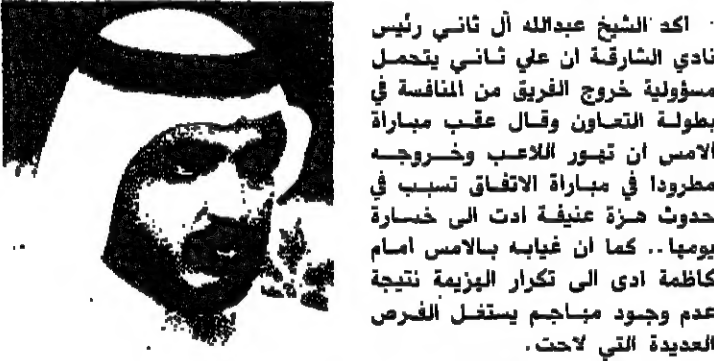 اكد الشيخ عبدالله آل ثاني رئيس
نادي الشارقة ان علي ثاني يتحمل
مسؤولية خروج الفريق من المنافسة في
بطولة التعاون وقال عقب مباراة
الامس ان تهور اللاعب وخروجه
مطرودا في مباراة الاتفاق تسبب في
حدوث هزة عنيفة ادت الى خسارة
يومها .. كما ان غيابه بالامس امام
كاظمة ادى الى تكرار الهزيمة نتيجة
عدم وجود مهاجم يستغل الفرص
العديدة التي لاحت .